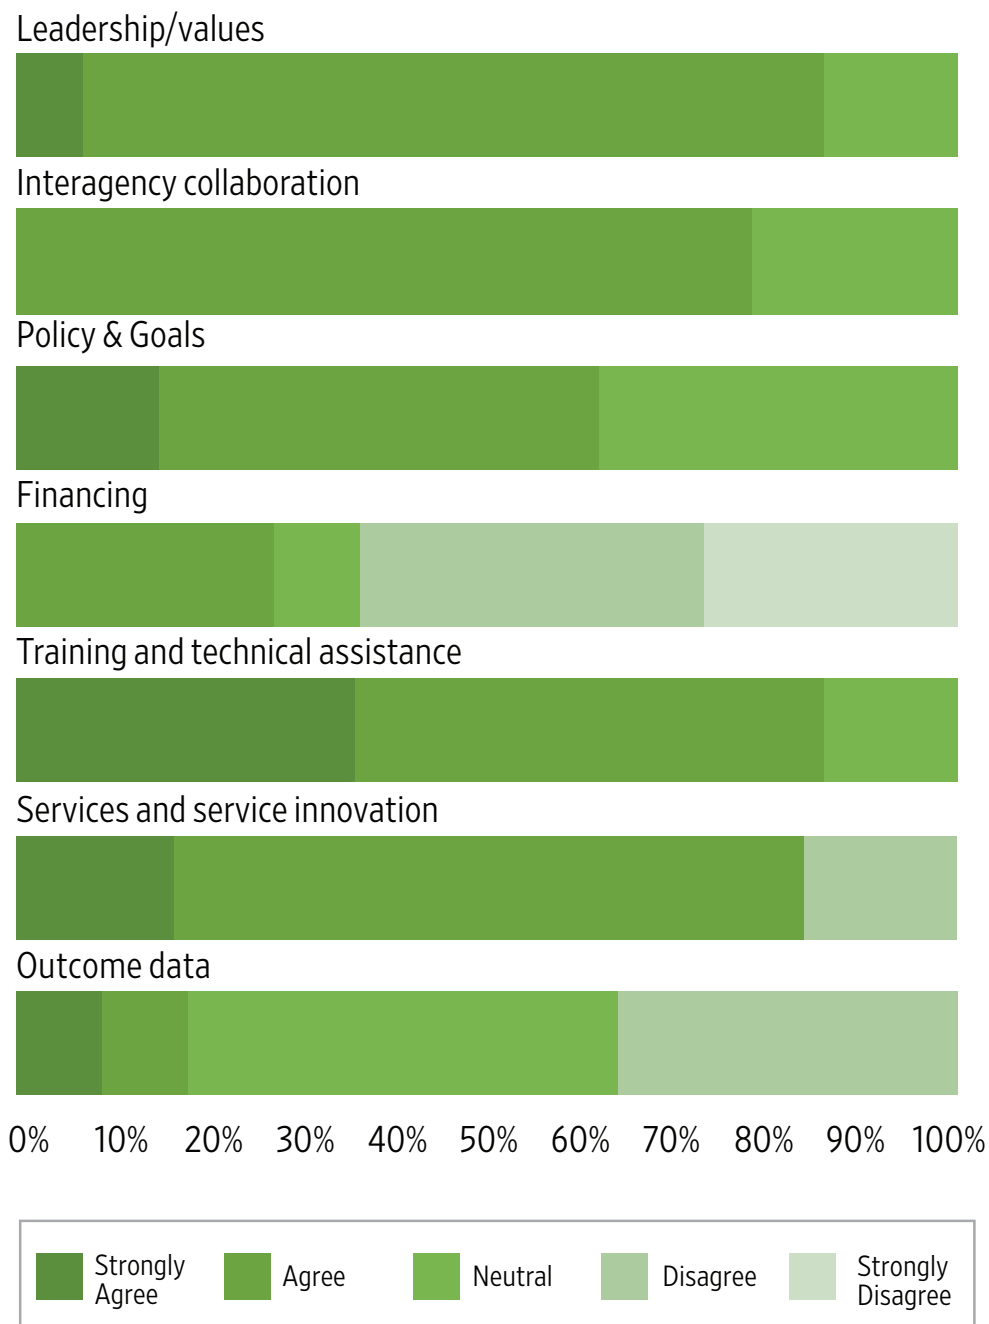 Leadership/values
Interagency collaboration
Policy & Goals
Financing
Training and technical assistance
Services and service innovation
Outcome data
0% 10% 20% 30% 40% 50% 60% 70% 80% 90% 100%
Strongly
Agree
Agree
Neutral
Disagree
Strongly
Disagree